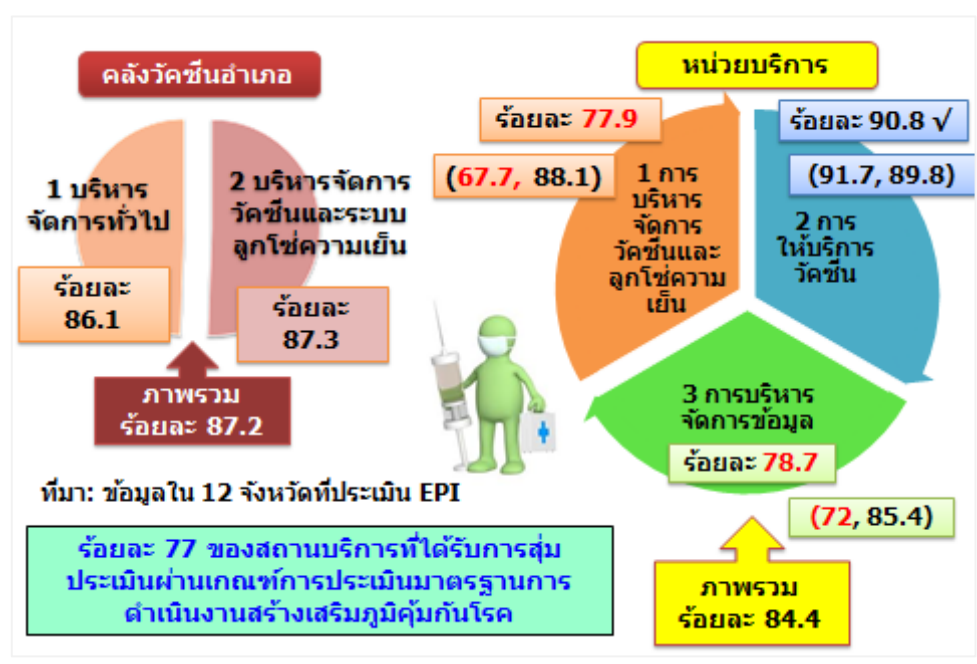 คลังวัคซีนอำเภอ
1 บริหาร
จัดการทั่วไป
ร้อยละ
86.1
2 บริหารจัดการ
วัคซีนและระบบ
ลูกโซ่ความเย็น
ร้อยละ
87.3
ภาพรวม
ร้อยละ 87.2
หน่วยบริการ
ร้อยละ 77.9
(67.7, 88.1)
1 การ
บริหาร
จัดการ
วัคซีนและ
ลูกโซ่ความ
เย็น
ร้อยละ 90.8 √
(91.7, 89.8)
2 การ
ให้บริการ
วัคซีน
3 การบริหาร
จัดการข้อมูล
ร้อยละ 78.7
(72, 85.4)
ภาพรวม
ร้อยละ 84.4
ที่มา: ข้อมูลใน 12 จังหวัดที่ประเมิน EPI
ร้อยละ 77 ของสถานบริการที่ได้รับการสุ่ม
ประเมินผ่านเกณฑ์การประเมินมาตรฐานการ
ดำเนินงานสร้างเสริมภูมิคุ้มกันโรค